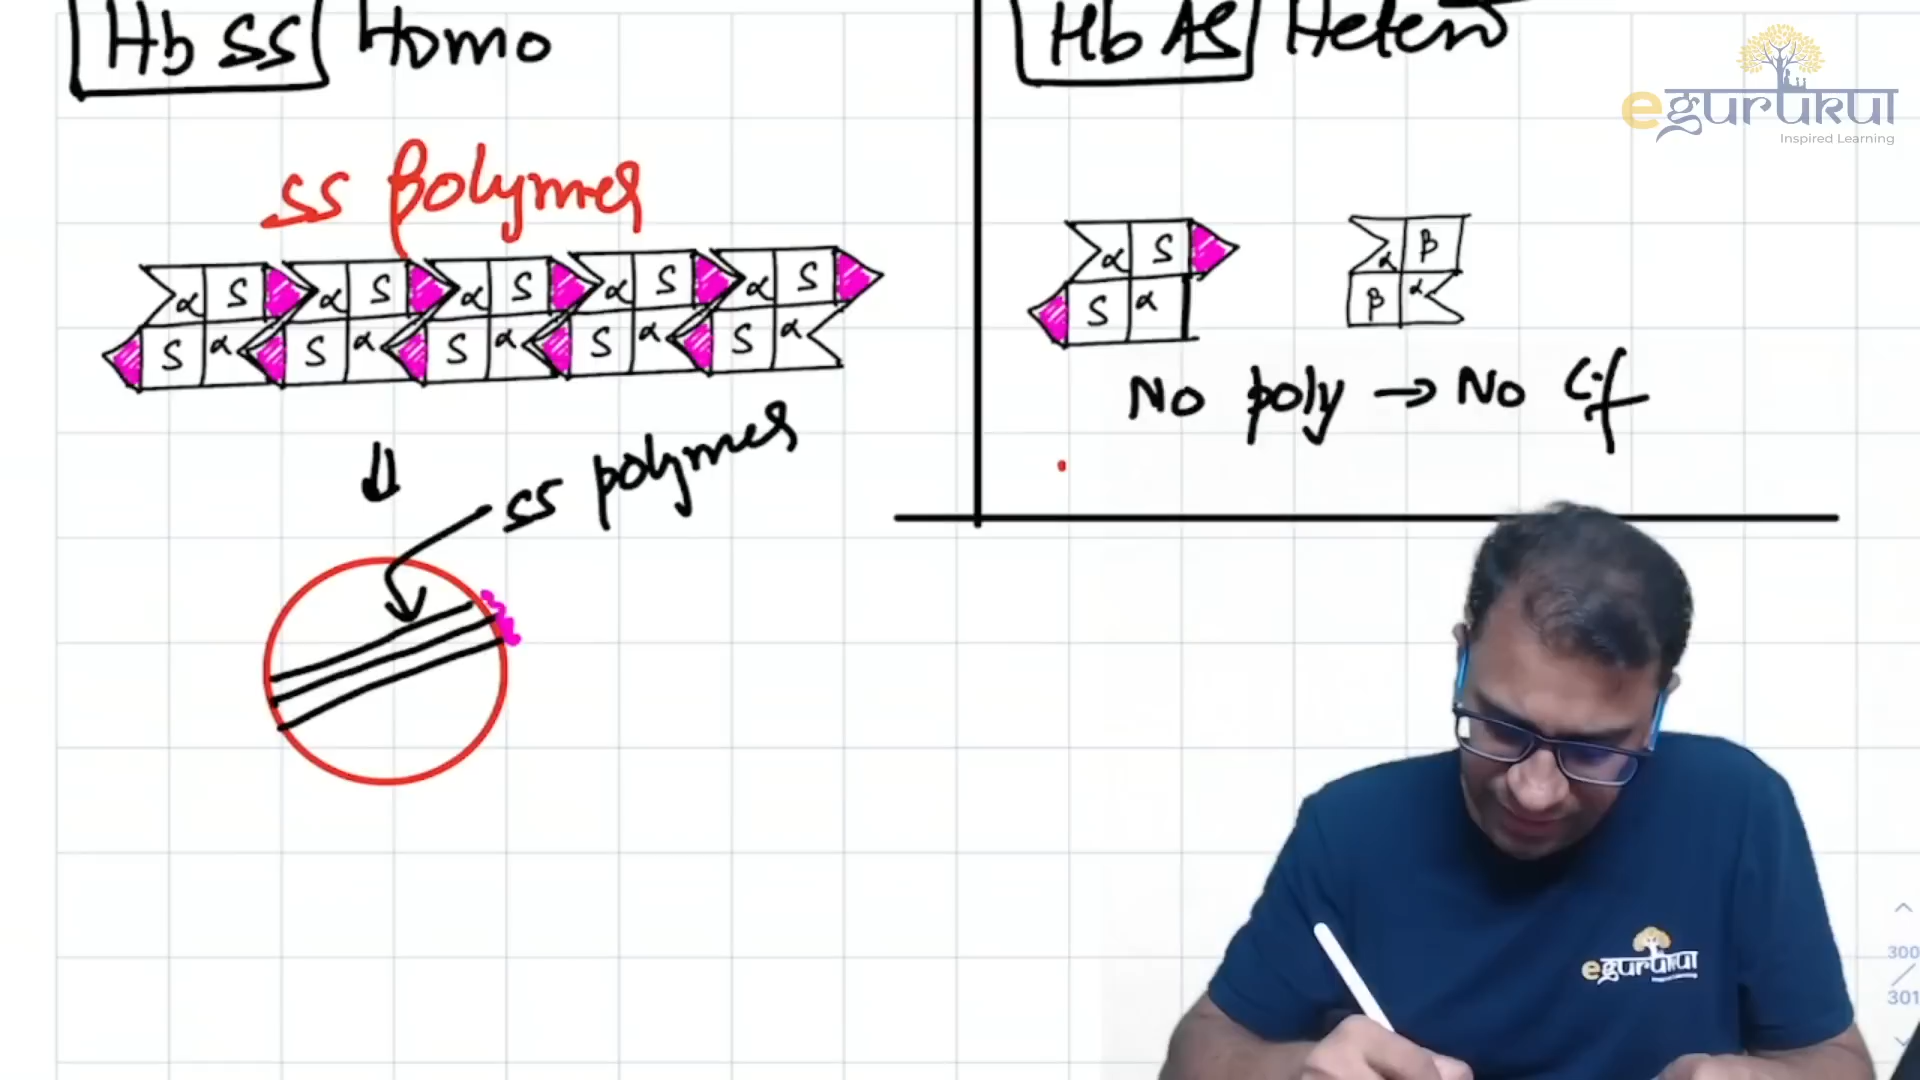 Hb SS Homo
Hb AS Hetero
egurukul
Inspired Learning
SS Polymer
α S α S α S α S α S
S α S α S α S α S α
α S
S α
α β
β α
No poly → No c/f
SS polymer
egurukul
300
301